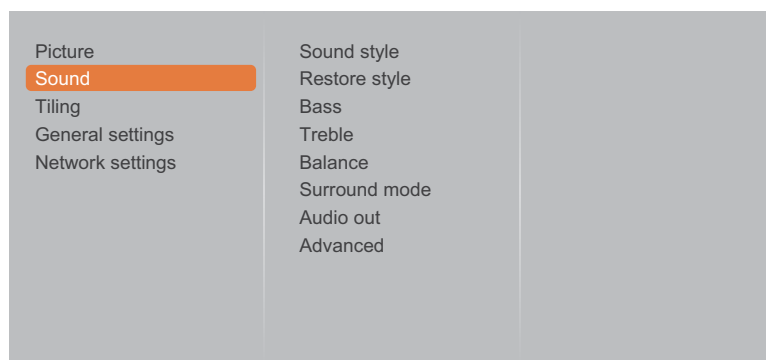 Picture
Sound
Tiling
General settings
Network settings
Sound style
Restore style
Bass
Treble
Balance
Surround mode
Audio out
Advanced